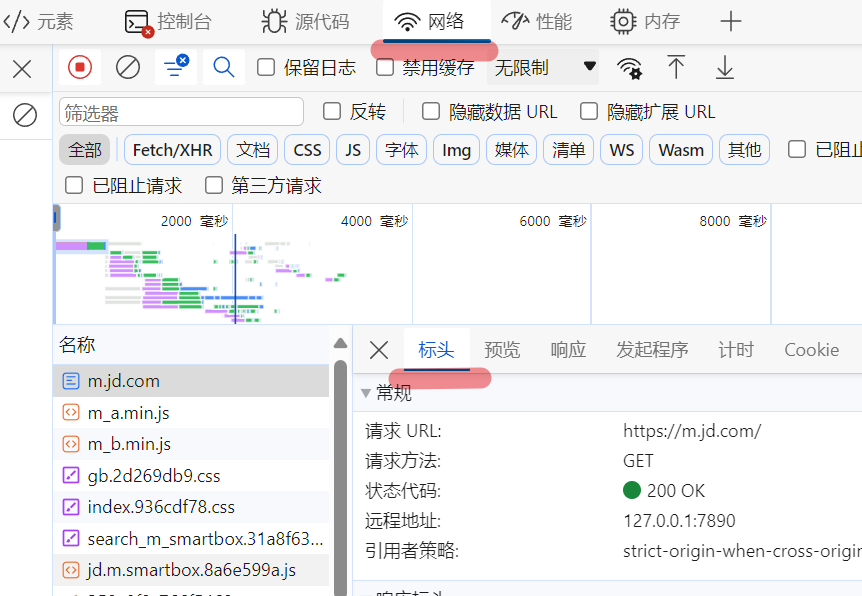 元素 控制台 源代码 网络 性能 内存
保留日志 禁用缓存 无限制
筛选器 反转 隐藏数据 URL 隐藏扩展 URL
全部 Fetch/XHR 文档 CSS JS 字体 Img 媒体 清单 WS Wasm 其他 已阻止
已阻止请求 第三方请求
2000 毫秒 4000 毫秒 6000 毫秒 8000 毫秒
名称
m.jd.com
m_a.min.js
m_b.min.js
gb.2d269db9.css
index.936cdf78.css
search_m_smartbox.31a8f63...
jd.m.smartbox.8a6e599a.js
标头 预览 响应 发起程序 计时 Cookie
常规
请求 URL: https://m.jd.com/
请求方法: GET
状态代码: 200 OK
远程地址: 127.0.0.1:7890
引用者策略: strict-origin-when-cross-origin